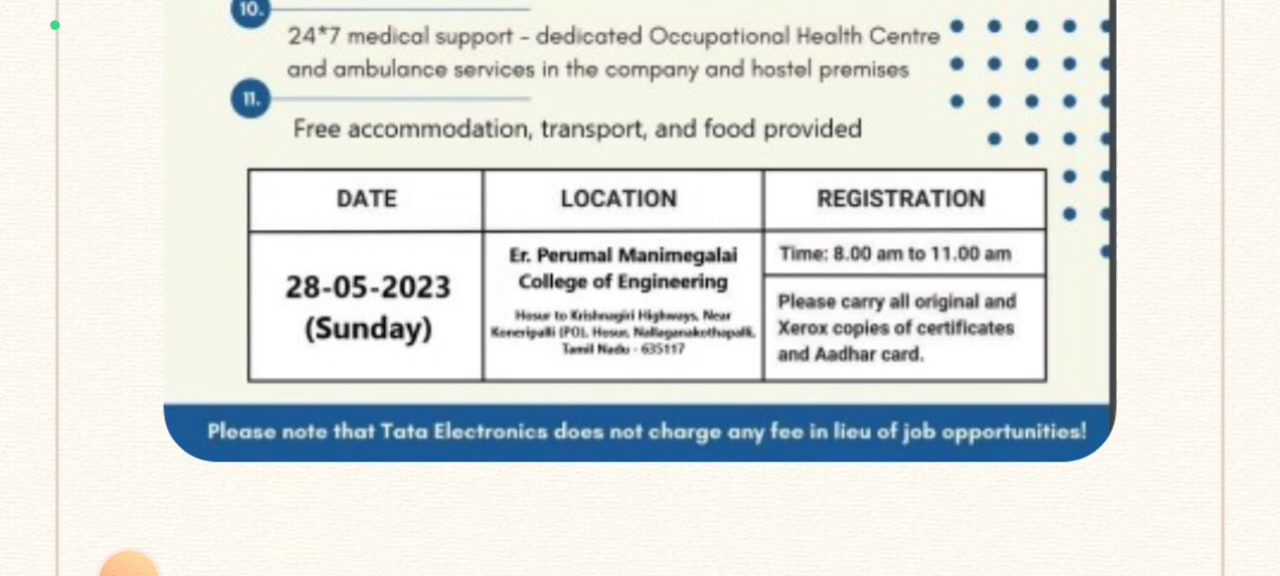 10.
24*7 medical support - dedicated Occupational Health Centre
and ambulance services in the company and hostel premises
11.
Free accommodation, transport, and food provided
DATE
LOCATION
REGISTRATION
28-05-2023
(Sunday)
Er. Perumal Manimegalai
College of Engineering
Hosur to Krishnagiri Highways, Near
Koneripalli (PO), Hosur, Nallaganakothapalli,
Tamil Nadu - 635117
Time: 8.00 am to 11.00 am
Please carry all original and
Xerox copies of certificates
and Aadhar card.
Please note that Tata Electronics does not charge any fee in lieu of job opportunities!